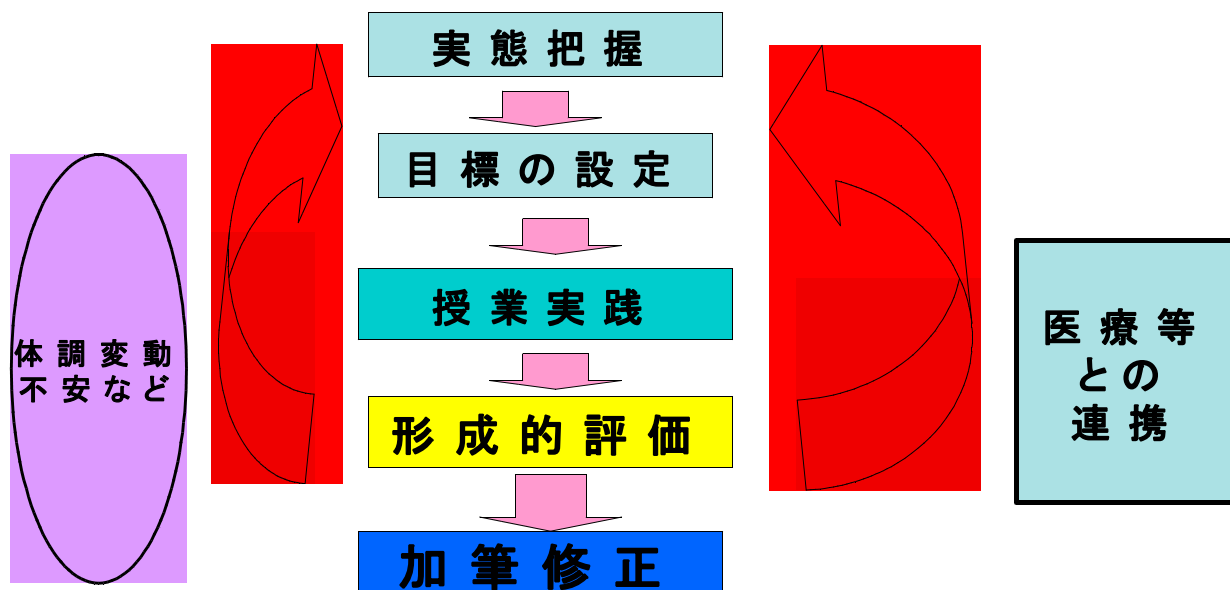 実態把握
目標の設定
授業実践
形成的評価
加筆修正
体調変動
不安など
医療等
との
連携